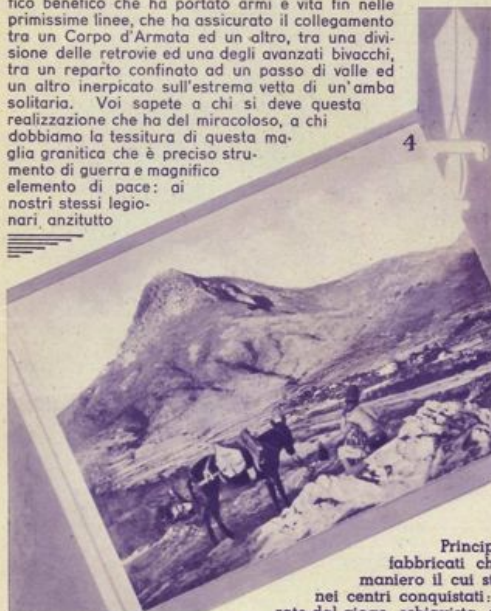 fico benefico che ha portato armi e vita fin nelle
primissime linee, che ha assicurato il collegamento
tra un Corpo d'Armata ed un altro, tra una divi-
sione delle retrovie ed una degli avanzati bivacchi,
tra un reparto confinato ad un passo di valle ed
un altro inerpicato sull'estrema vetta di un'amba
solitaria. Voi sapete a chi si deve questa
realizzazione che ha del miracoloso, a chi
dobbiamo la tessitura di questa ma-
glia granitica che è preciso stru-
mento di guerra e magnifico
elemento di pace: ai
nostri stessi legio-
nari anzitutto
4
Princip
fabbricati ch
maniero il cui st
nei centri conquistati: